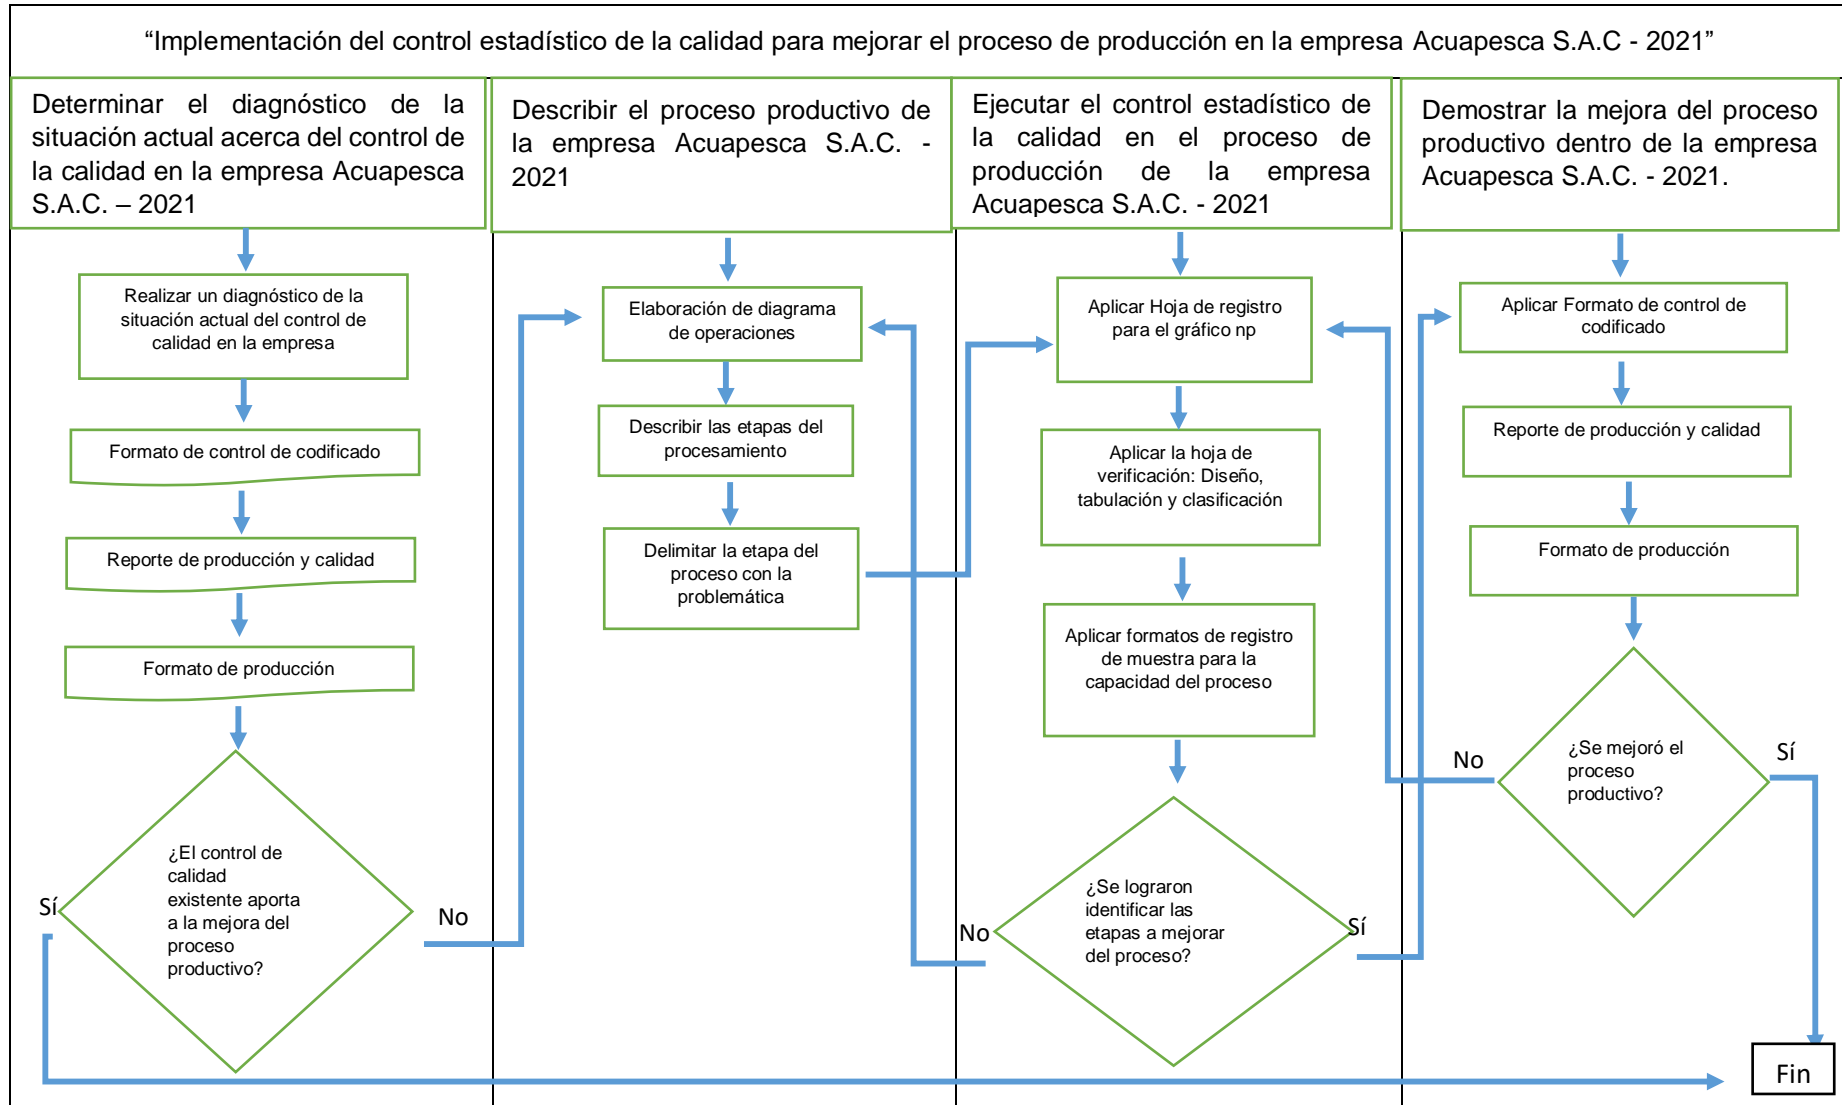 “Implementación del control estadístico de la calidad para mejorar el proceso de producción en la empresa Acuapesca S.A.C - 2021”
Determinar el diagnóstico de la
situación actual acerca del control de
la calidad en la empresa Acuapesca
S.A.C. – 2021
Realizar un diagnóstico de la
situación actual del control de
calidad en la empresa
Formato de control de codificado
Reporte de producción y calidad
Formato de producción
¿El control de
calidad
existente aporta
a la mejora del
proceso
productivo?
Sí
No
Describir el proceso productivo de
la empresa Acuapesca S.A.C. -
2021
Elaboración de diagrama
de operaciones
Describir las etapas del
procesamiento
Delimitar la etapa del
proceso con la
problemática
Ejecutar el control estadístico de
la calidad en el proceso de
producción de la empresa
Acuapesca S.A.C. - 2021
Aplicar Hoja de registro
para el gráfico np
Aplicar la hoja de
verificación: Diseño,
tabulación y clasificación
Aplicar formatos de registro
de muestra para la
capacidad del proceso
¿Se lograron
identificar las
etapas a mejorar
del proceso?
No
Sí
Demostrar la mejora del proceso
productivo dentro de la empresa
Acuapesca S.A.C. - 2021.
Aplicar Formato de control de
codificado
Reporte de producción y calidad
Formato de producción
¿Se mejoró el
proceso
productivo?
No
Sí
Fin